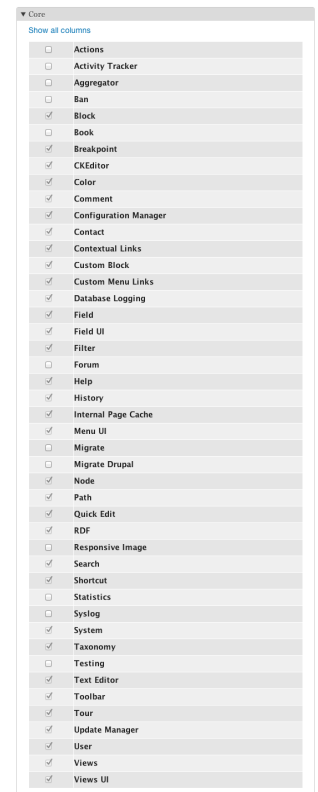 Core
Show all columns
Actions
Activity Tracker
Aggregator
Ban
Block
Book
Breakpoint
CKEditor
Color
Comment
Configuration Manager
Contact
Contextual Links
Custom Block
Custom Menu Links
Database Logging
Field
Field UI
Filter
Forum
Help
History
Internal Page Cache
Menu UI
Migrate
Migrate Drupal
Node
Path
Quick Edit
RDF
Responsive Image
Search
Shortcut
Statistics
Syslog
System
Taxonomy
Testing
Text Editor
Toolbar
Tour
Update Manager
User
Views
Views UI